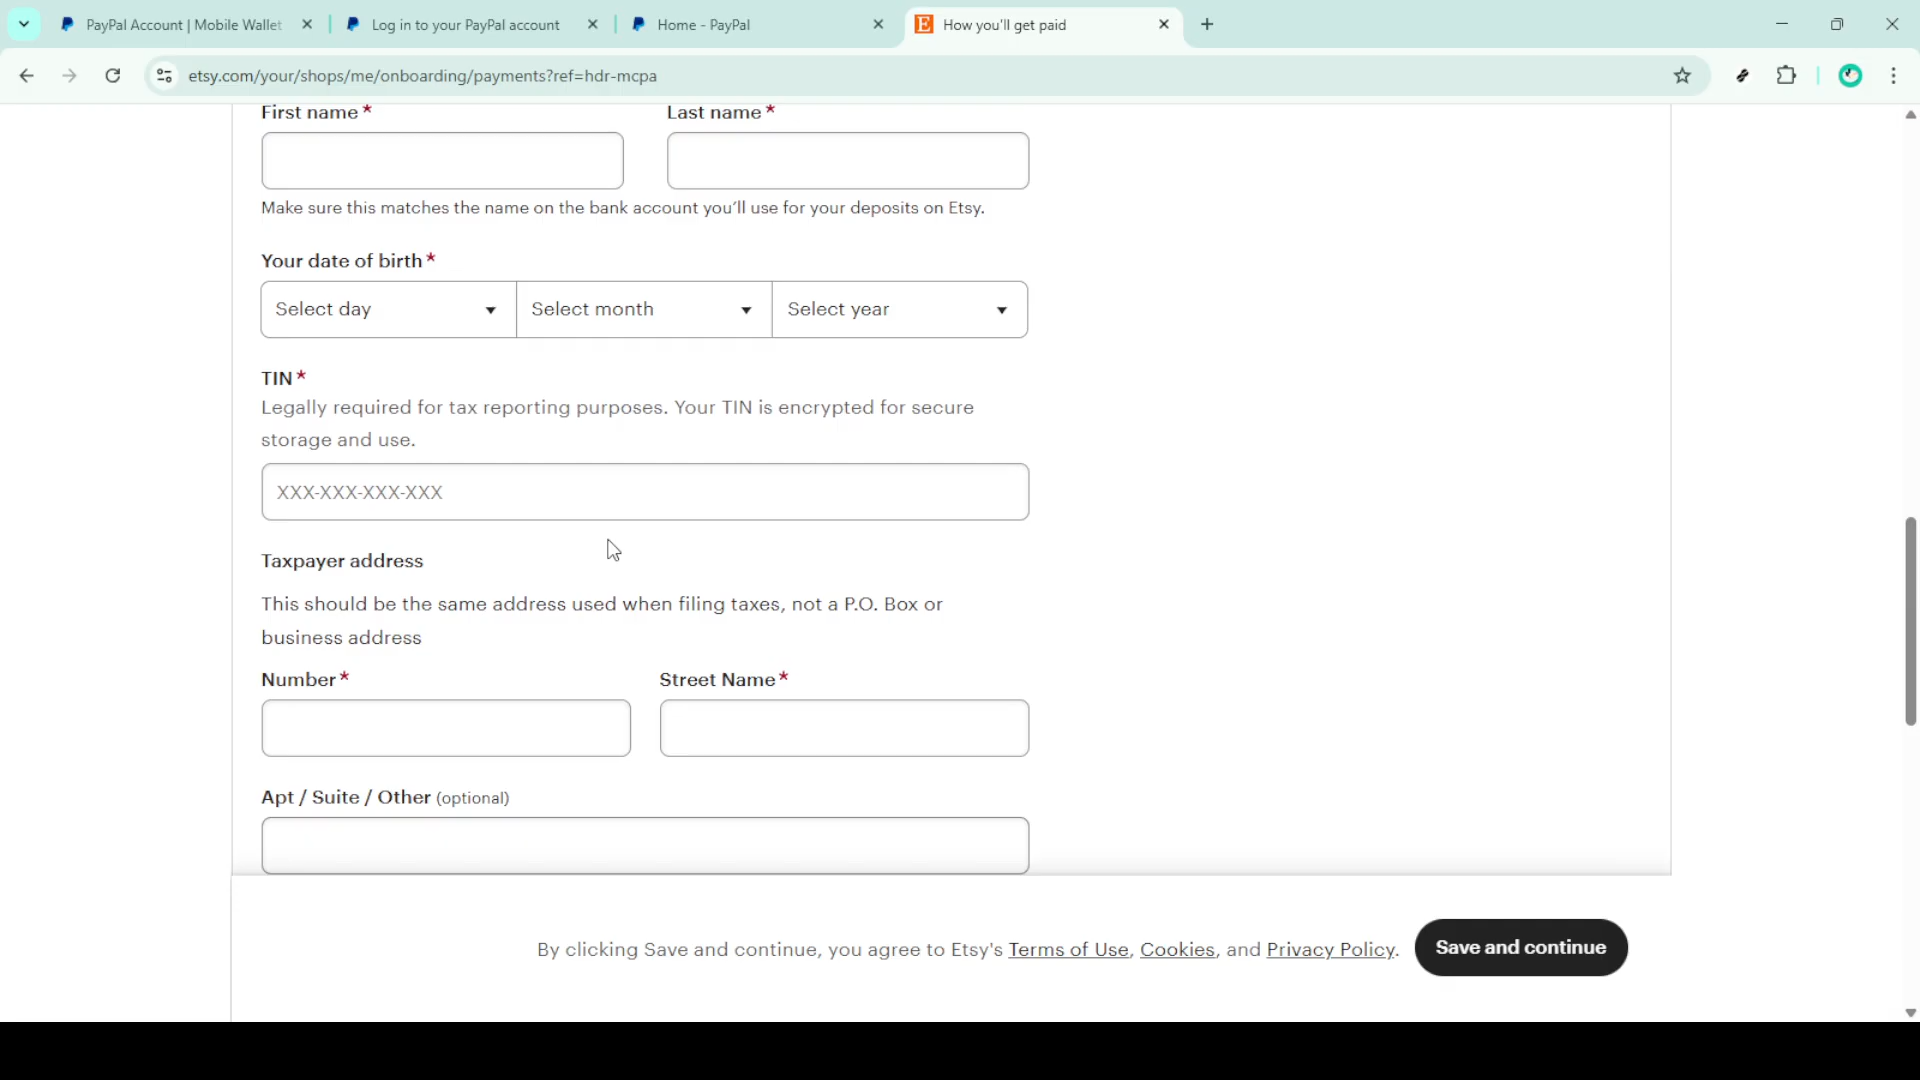 PayPal Account | Mobile Wallet
Log in to your PayPal account
Home - PayPal
How you'll get paid
etsy.com/your/shops/me/onboarding/payments?ref=hdr-mcpa
First name*
Last name*
Make sure this matches the name on the bank account you'll use for your deposits on Etsy.
Your date of birth*
Select day
Select month
Select year
TIN*
Legally required for tax reporting purposes. Your TIN is encrypted for secure
storage and use.
XXX-XXX-XXX-XXX
Taxpayer address
This should be the same address used when filing taxes, not a P.O. Box or
business address
Number*
Street Name*
Apt / Suite / Other (optional)
By clicking Save and continue, you agree to Etsy's Terms of Use, Cookies, and Privacy Policy.
Save and continue